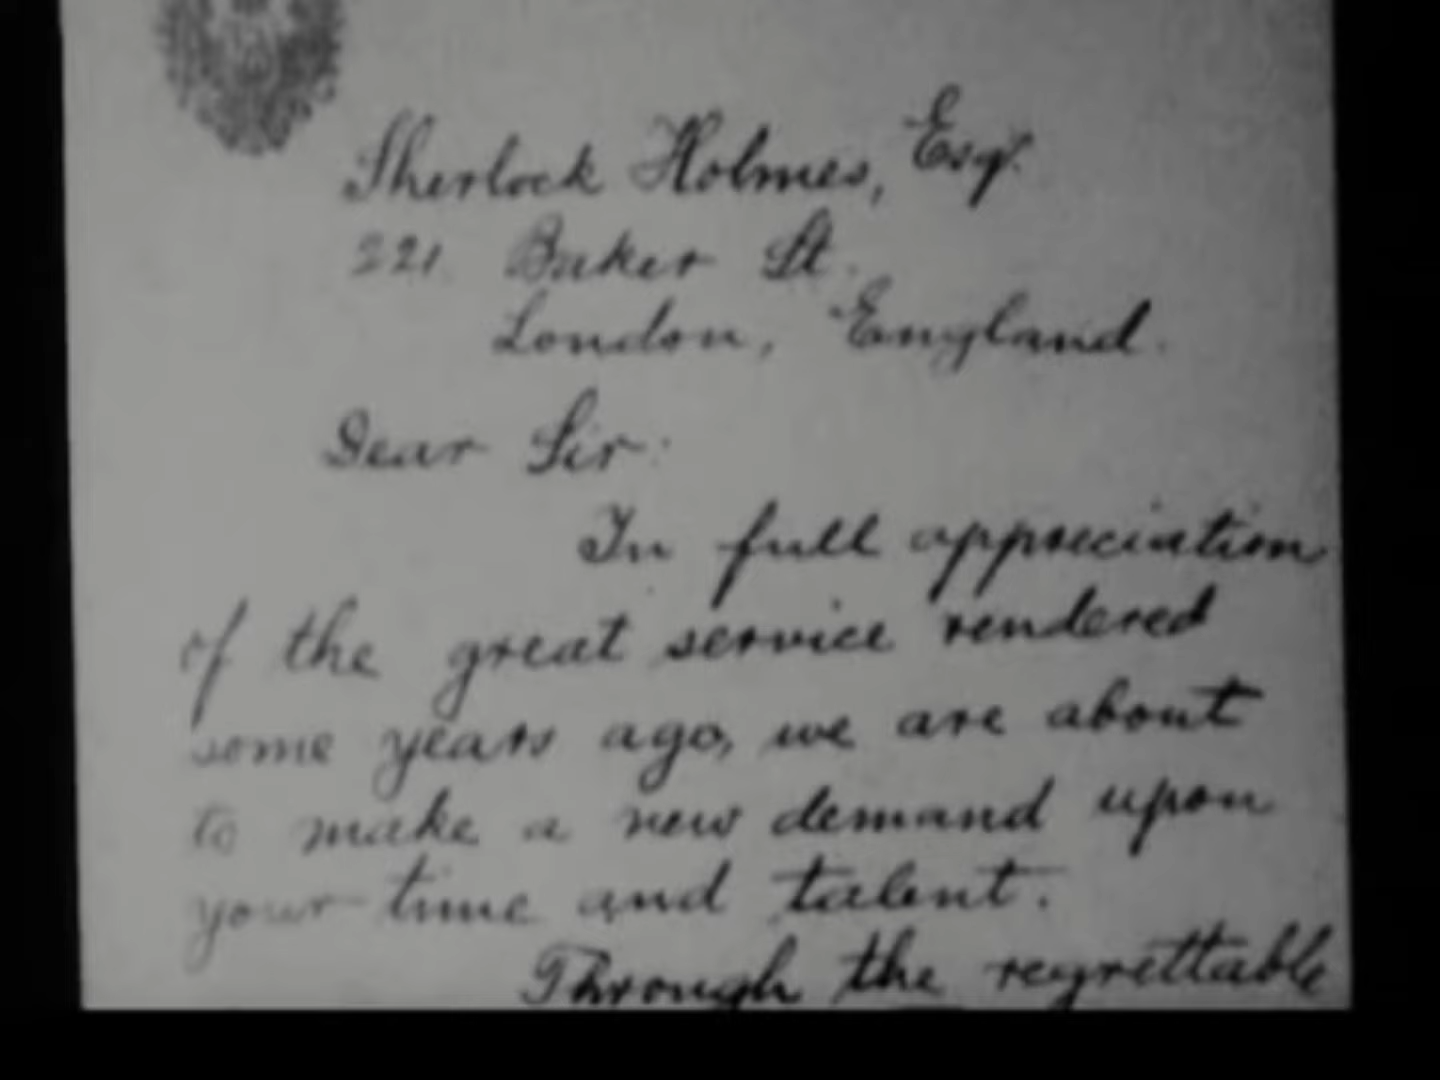 Sherlock Holmes, Esq.
221 Baker St.
London, England.
Dear Sir:
In full appreciation
of the great service rendered
some years ago, we are about
to make a new demand upon
your time and talent.
Through the regrettable